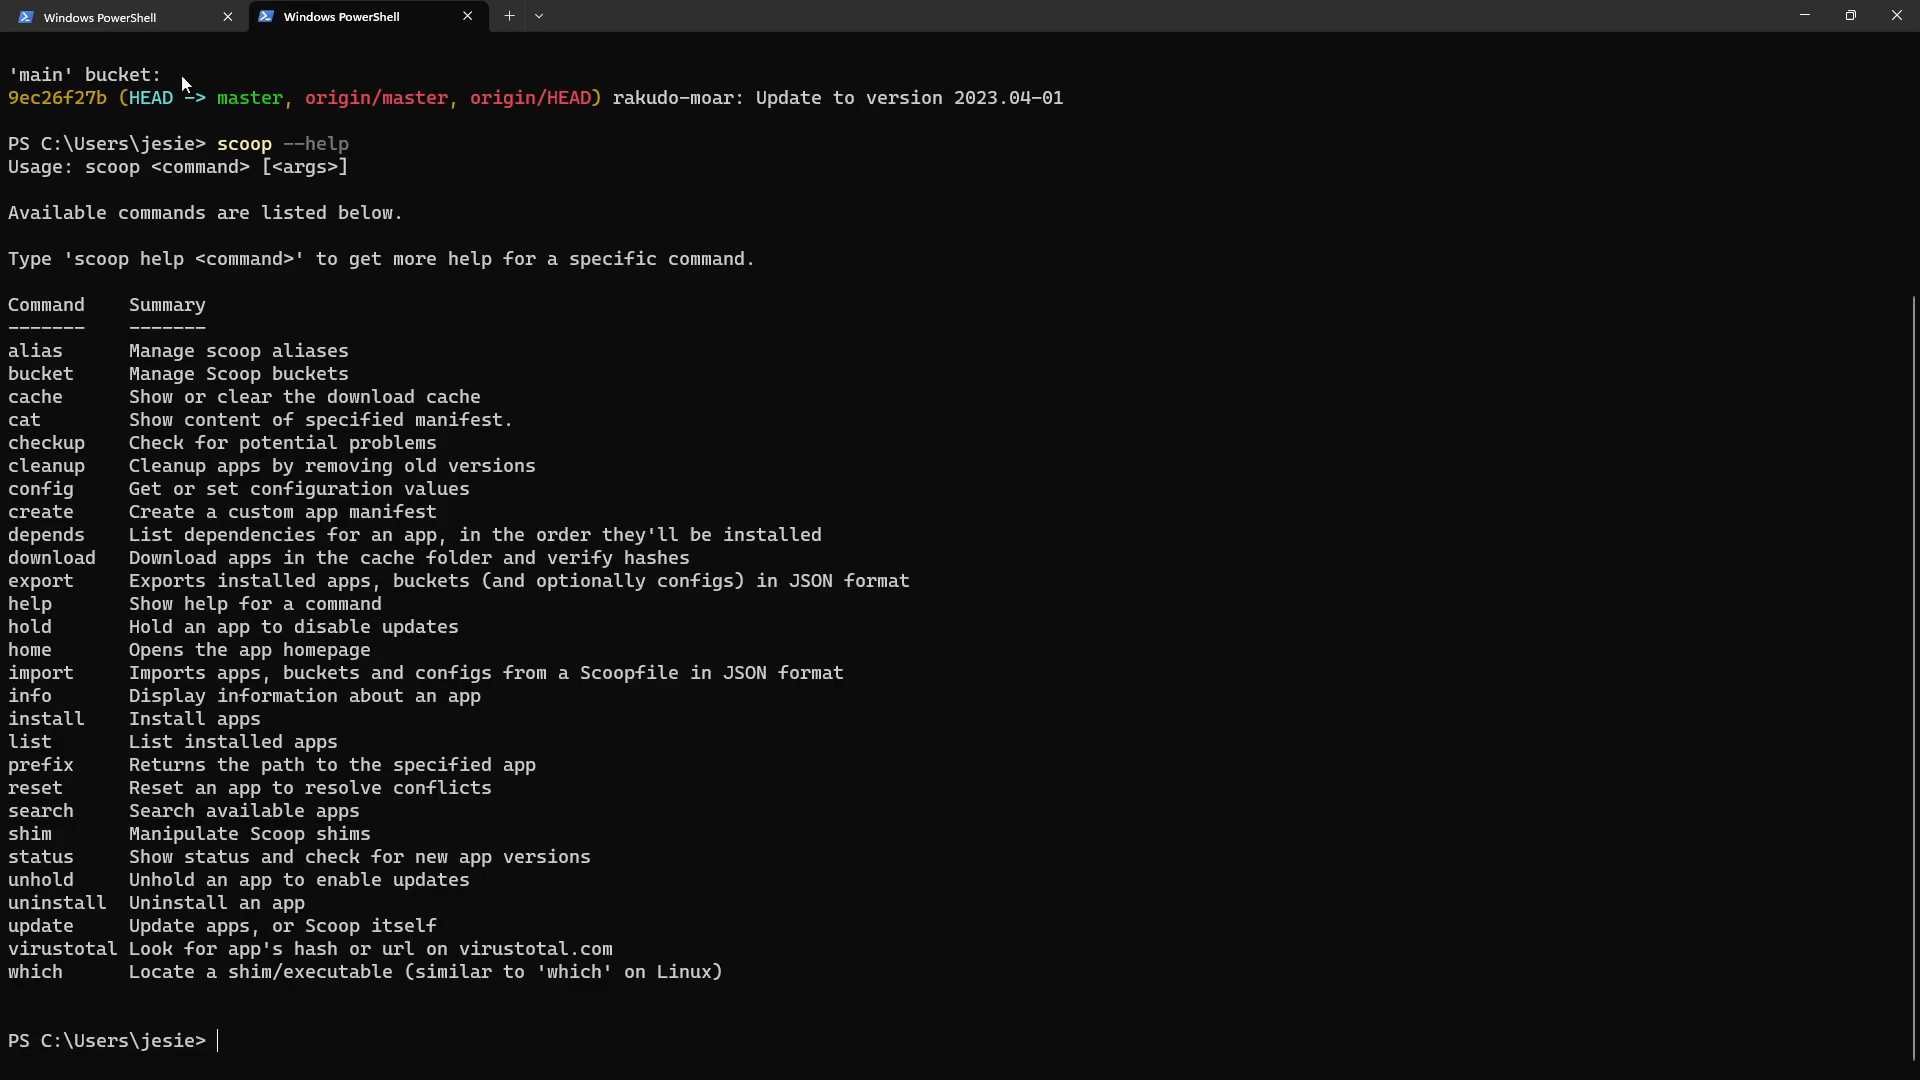 Windows PowerShell
Windows PowerShell
'main' bucket:
9ec26f27b (HEAD -> master, origin/master, origin/HEAD) rakudo-moar: Update to version 2023.04-01
PS C:\Users\jesie> scoop --help
Usage: scoop <command> [<args>]
Available commands are listed below.
Type 'scoop help <command>' to get more help for a specific command.
Command    Summary
-------    -------
alias      Manage scoop aliases
bucket     Manage Scoop buckets
cache      Show or clear the download cache
cat        Show content of specified manifest.
checkup    Check for potential problems
cleanup    Cleanup apps by removing old versions
config     Get or set configuration values
create     Create a custom app manifest
depends    List dependencies for an app, in the order they'll be installed
download   Download apps in the cache folder and verify hashes
export     Exports installed apps, buckets (and optionally configs) in JSON format
help       Show help for a command
hold       Hold an app to disable updates
home       Opens the app homepage
import     Imports apps, buckets and configs from a Scoopfile in JSON format
info       Display information about an app
install    Install apps
list       List installed apps
prefix     Returns the path to the specified app
reset      Reset an app to resolve conflicts
search     Search available apps
shim       Manipulate Scoop shims
status     Show status and check for new app versions
unhold     Unhold an app to enable updates
uninstall  Uninstall an app
update     Update apps, or Scoop itself
virustotal Look for app's hash or url on virustotal.com
which      Locate a shim/executable (similar to 'which' on Linux)
PS C:\Users\jesie>